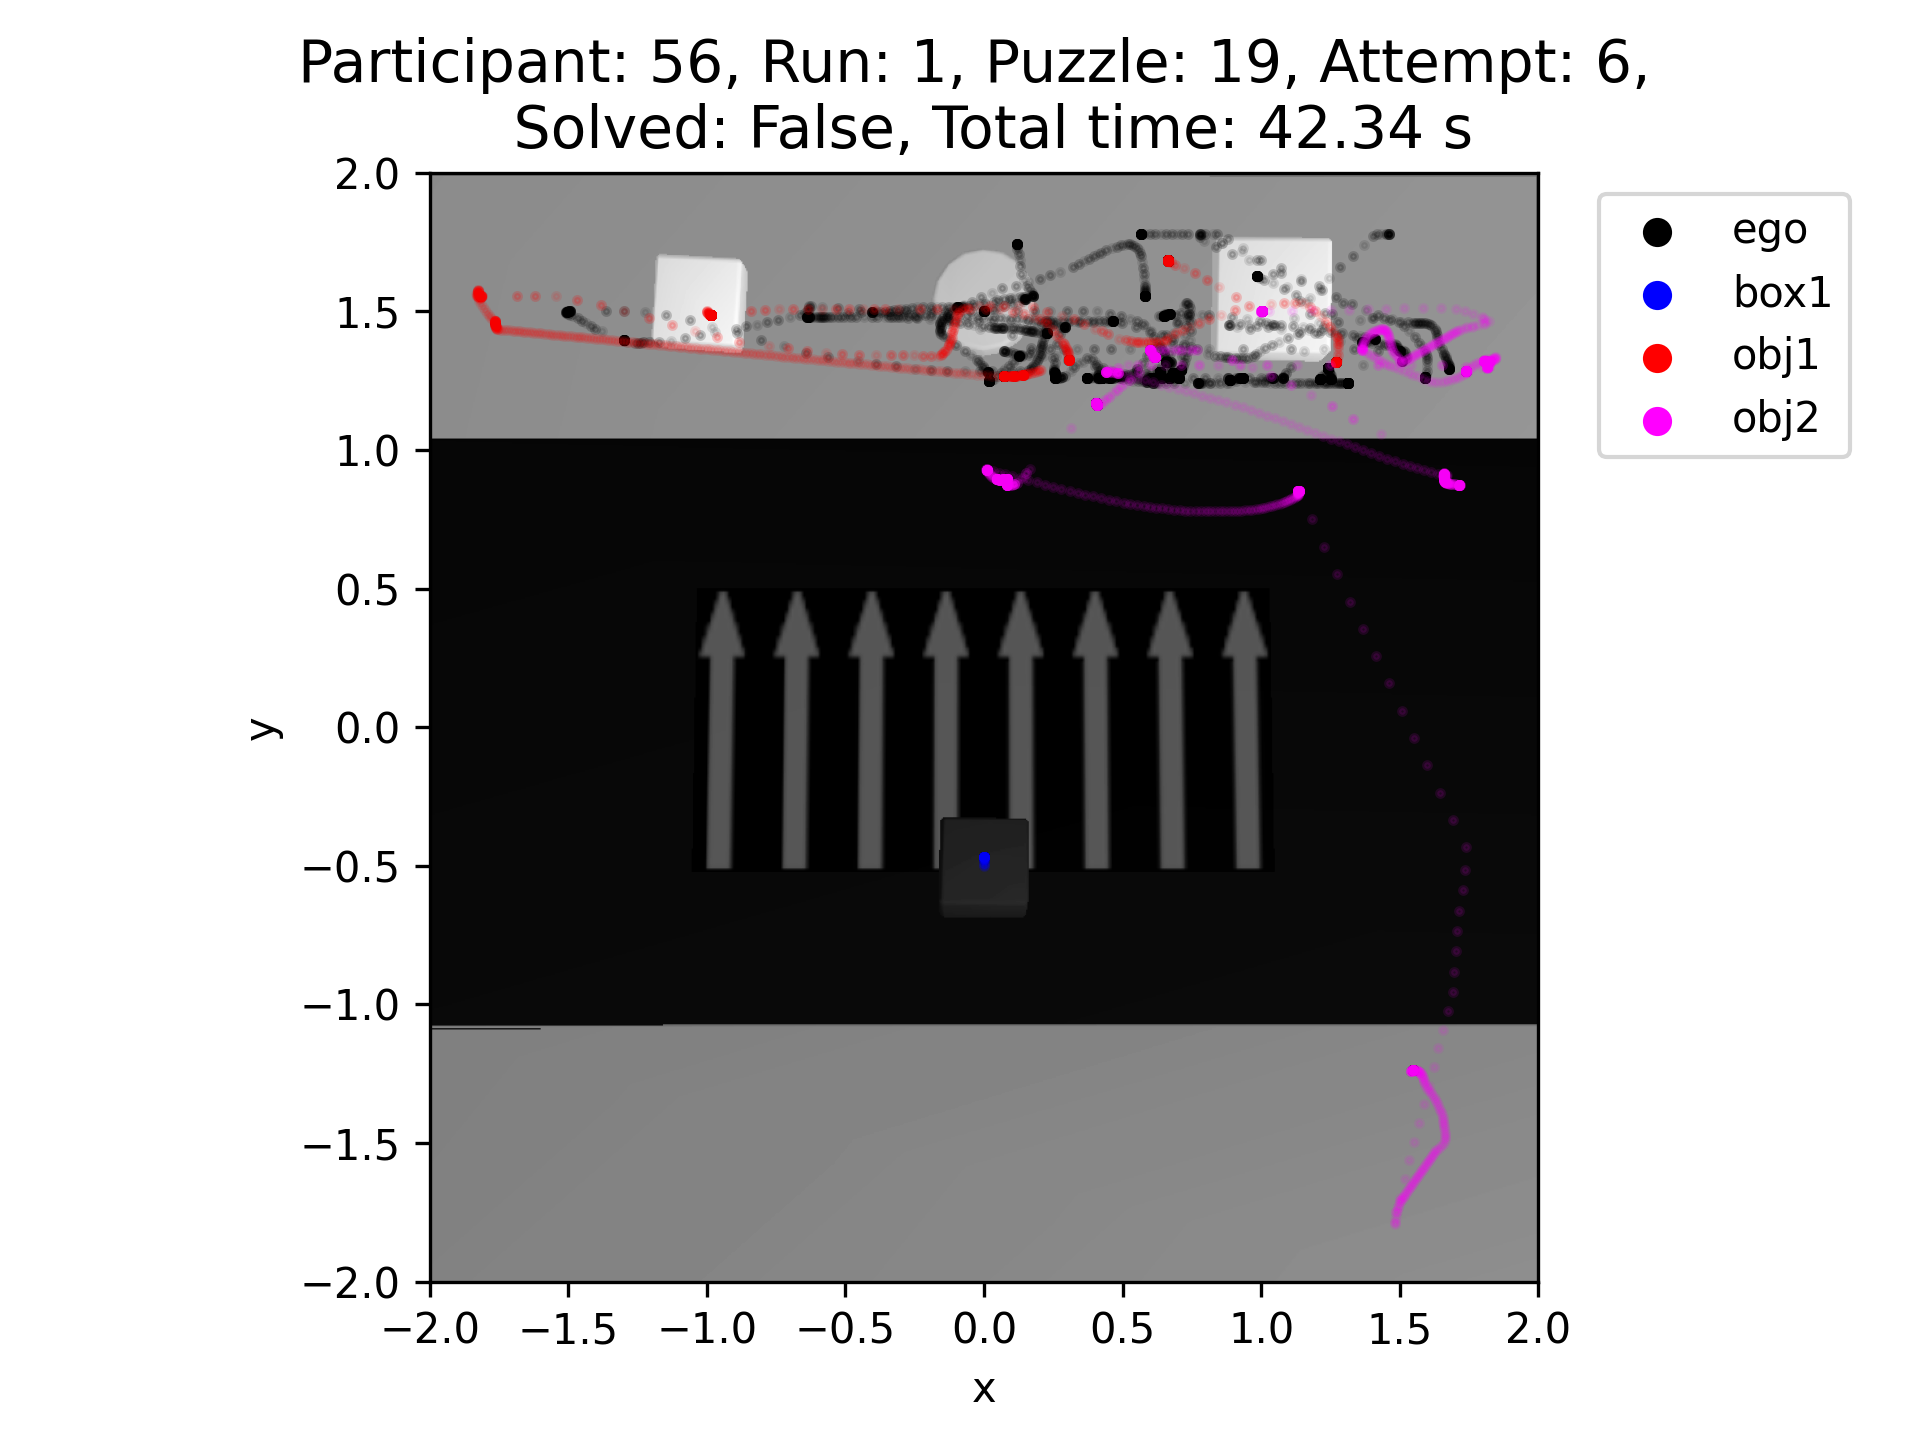 Participant: 56, Run: 1, Puzzle: 19, Attempt: 6,
Solved: False, Total time: 42.34 s
2.0
1.5
1.0
0.5
0.0
−0.5
−1.0
−1.5
−2.0
y
−2.0 −1.5 −1.0 −0.5 0.0 0.5 1.0 1.5 2.0
x
ego
box1
obj1
obj2